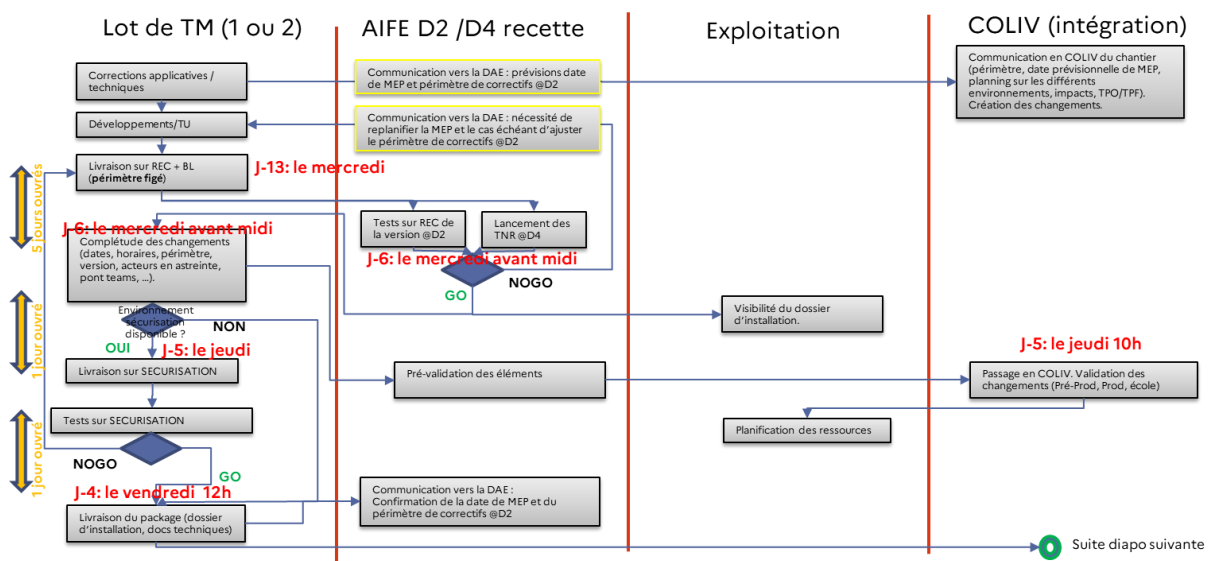 Lot de TM (1 ou 2)
AIFE D2 /D4 recette
Exploitation
COLIV (intégration)
Corrections applicatives /
techniques
Communication vers la DAE : prévisions date
de MEP et périmètre de correctifs @D2
Communication en COLIV du chantier
(périmètre, date prévisionnelle de MEP,
planning sur les différents
environnements, impacts, TPO/TPF).
Création des changements.
Développements/TU
Communication vers la DAE : nécessité de
replanifier la MEP et le cas échéant d'ajuster
le périmètre de correctifs @D2
Livraison sur REC + BL
(périmètre figé)
J-13: le mercredi
5 jours ouvrés
Tests sur REC de
la version @D2
Lancement des
TNR @D4
J-6: le mercredi avant midi
Complétude des changements
(dates, horaires, périmètre,
version, acteurs en astreinte,
pont teams, ...).
J-6: le mercredi avant midi
NOGO
GO
Visibilité du dossier
d'installation.
Environnement
sécurisation
disponible ?
NON
OUI
J-5: le jeudi
1 jour ouvré
Livraison sur SECURISATION
Pré-validation des éléments
J-5: le jeudi 10h
Passage en COLIV. Validation des
changements (Pré-Prod, Prod, école)
Tests sur SECURISATION
Planification des ressources
1 jour ouvré
NOGO
GO
J-4: le vendredi 12h
Livraison du package (dossier
d'installation, docs techniques)
Communication vers la DAE :
Confirmation de la date de MEP et du
périmètre de correctifs @D2
Suite diapo suivante